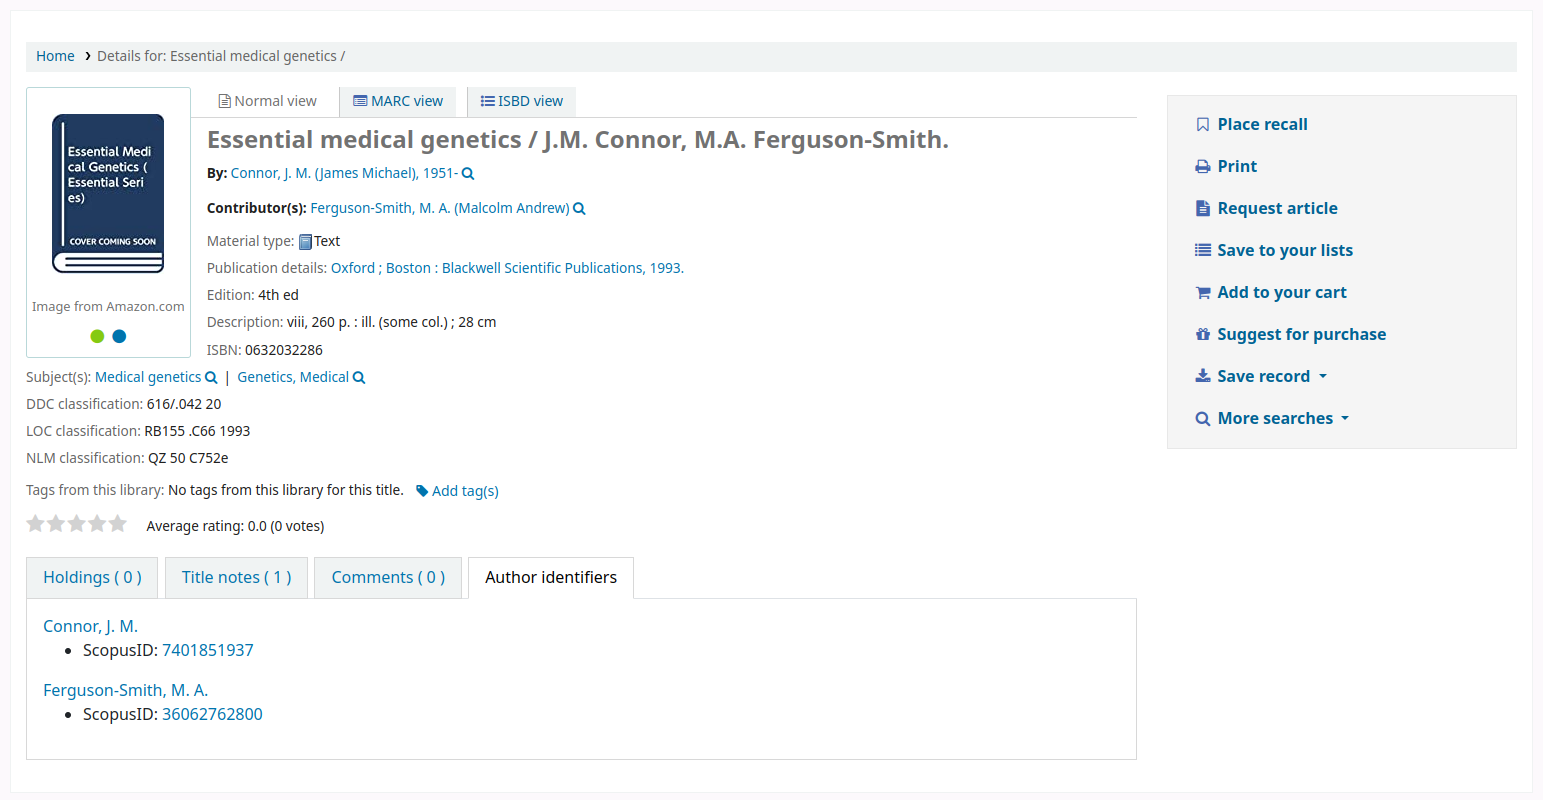 Home ❯ Details for: Essential medical genetics /
Essential Medi
cal Genetics (
Essential Seri
es)
COVER COMING SOON
Image from Amazon.com
Normal view MARC view ISBD view
Essential medical genetics / J.M. Connor, M.A. Ferguson-Smith.
By: Connor, J. M. (James Michael), 1951-
Contributor(s): Ferguson-Smith, M. A. (Malcolm Andrew)
Material type: Text
Publication details: Oxford ; Boston : Blackwell Scientific Publications, 1993.
Edition: 4th ed
Description: viii, 260 p. : ill. (some col.) ; 28 cm
ISBN: 0632032286
Subject(s): Medical genetics | Genetics, Medical
DDC classification: 616/.042 20
LOC classification: RB155 .C66 1993
NLM classification: QZ 50 C752e
Tags from this library: No tags from this library for this title. Add tag(s)
Average rating: 0.0 (0 votes)
Holdings ( 0 ) Title notes ( 1 ) Comments ( 0 ) Author identifiers
Connor, J. M.
• ScopusID: 7401851937
Ferguson-Smith, M. A.
• ScopusID: 36062762800
Place recall
Print
Request article
Save to your lists
Add to your cart
Suggest for purchase
Save record
More searches